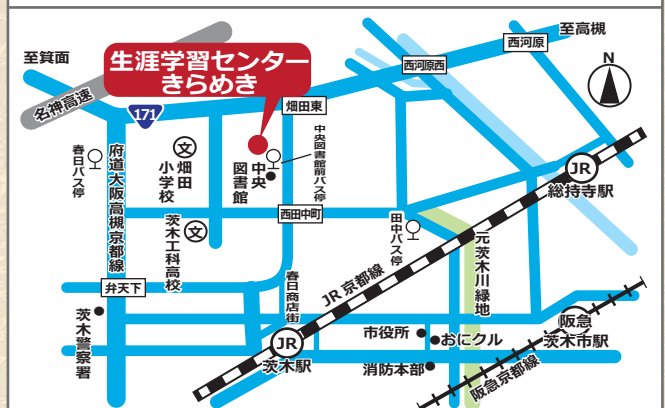 至箕面
名神高速
171
生涯学習センター
きらめき
畑田東
西河原西
西河原
至高槻
N
春日バス停
府道大阪高槻京都線
文
畑田
小学校
文
茨木工科高校
中央
図書館
中央図書館前バス停
西田中町
田中バス停
JR
総持寺駅
元茨木川緑地
弁天下
茨木警察署
春日商店街
JR京都線
JR
茨木駅
市役所
おにクル
消防本部
阪急
茨木市駅
阪急京都線